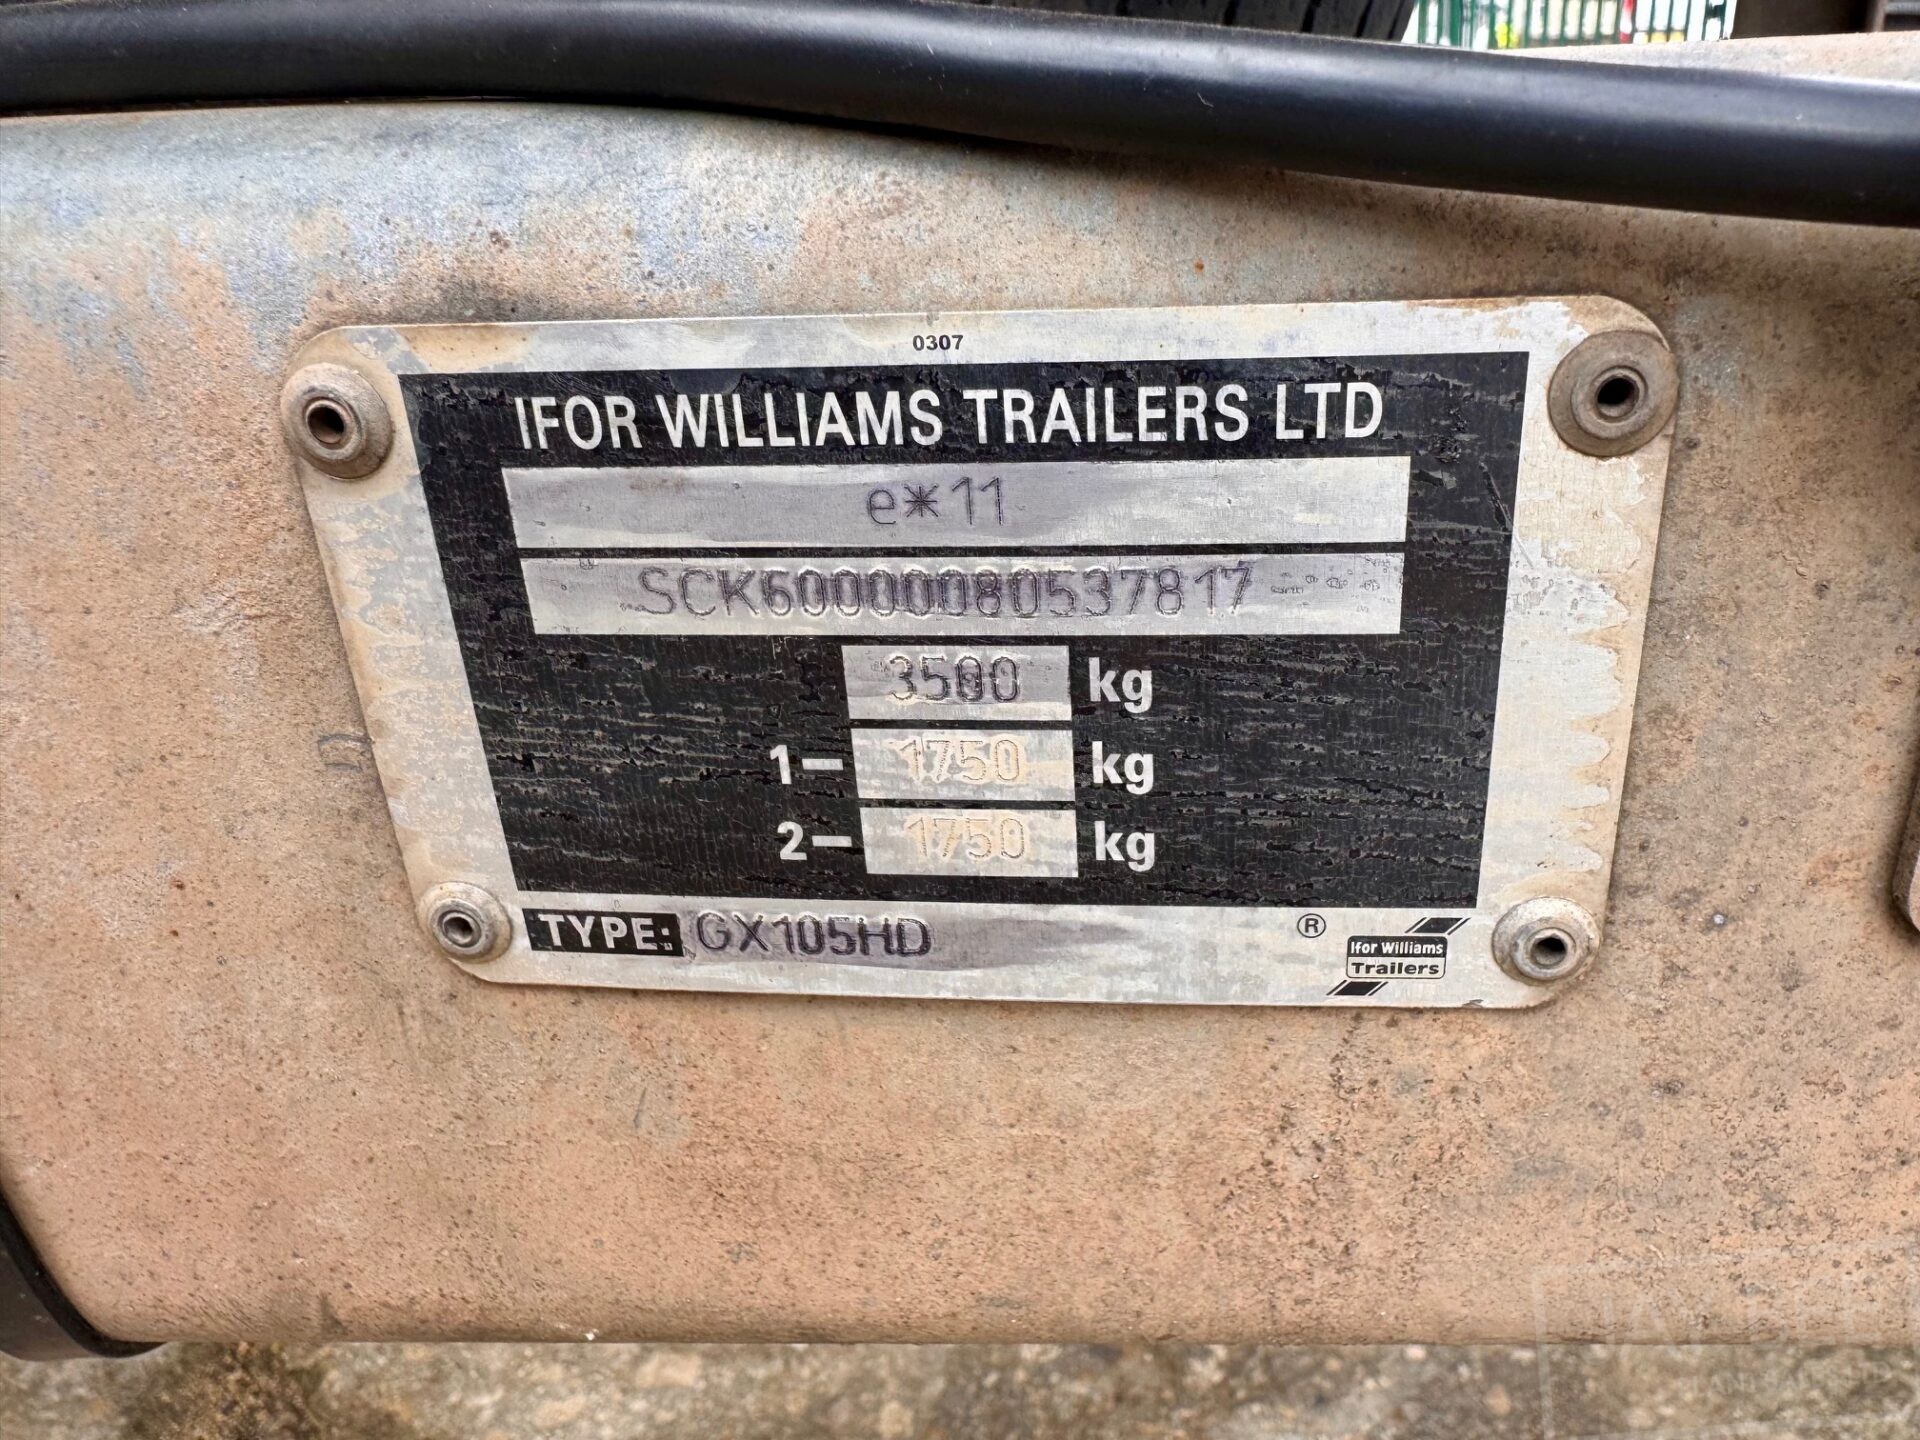 0307
IFOR WILLIAMS TRAILERS LTD
e*11
SCK60000080537817
3500 kg
1- 1750 kg
2- 1750 kg
TYPE: GX105HD ®
Ifor Williams
Trailers